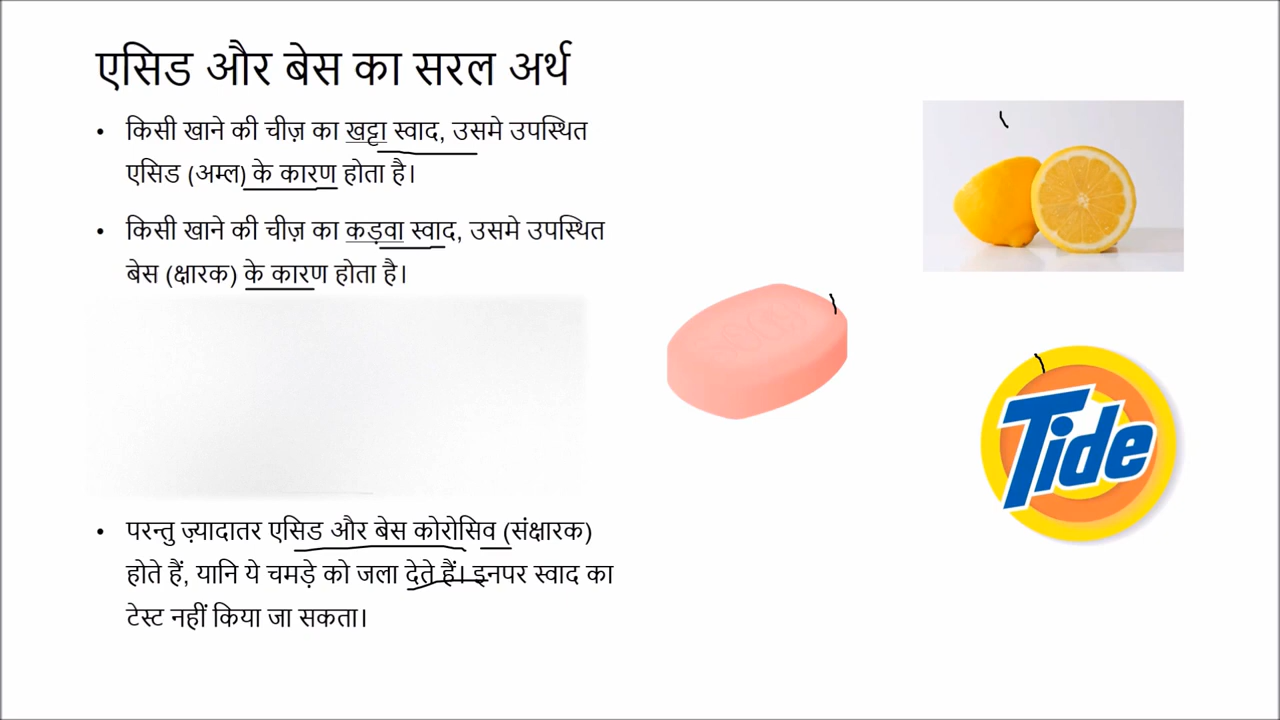 एसिड और बेस का सरल अर्थ
• किसी खाने की चीज़ का खट्टा स्वाद, उसमे उपस्थित
एसिड (अम्ल) के कारण होता है।
• किसी खाने की चीज़ का कड़वा स्वाद, उसमे उपस्थित
बेस (क्षारक) के कारण होता है।
• परन्तु ज़्यादातर एसिड और बेस कोरोसिव (संक्षारक)
होते हैं, यानि ये चमड़े को जला देते हैं। इनपर स्वाद का
टेस्ट नहीं किया जा सकता।
Tide